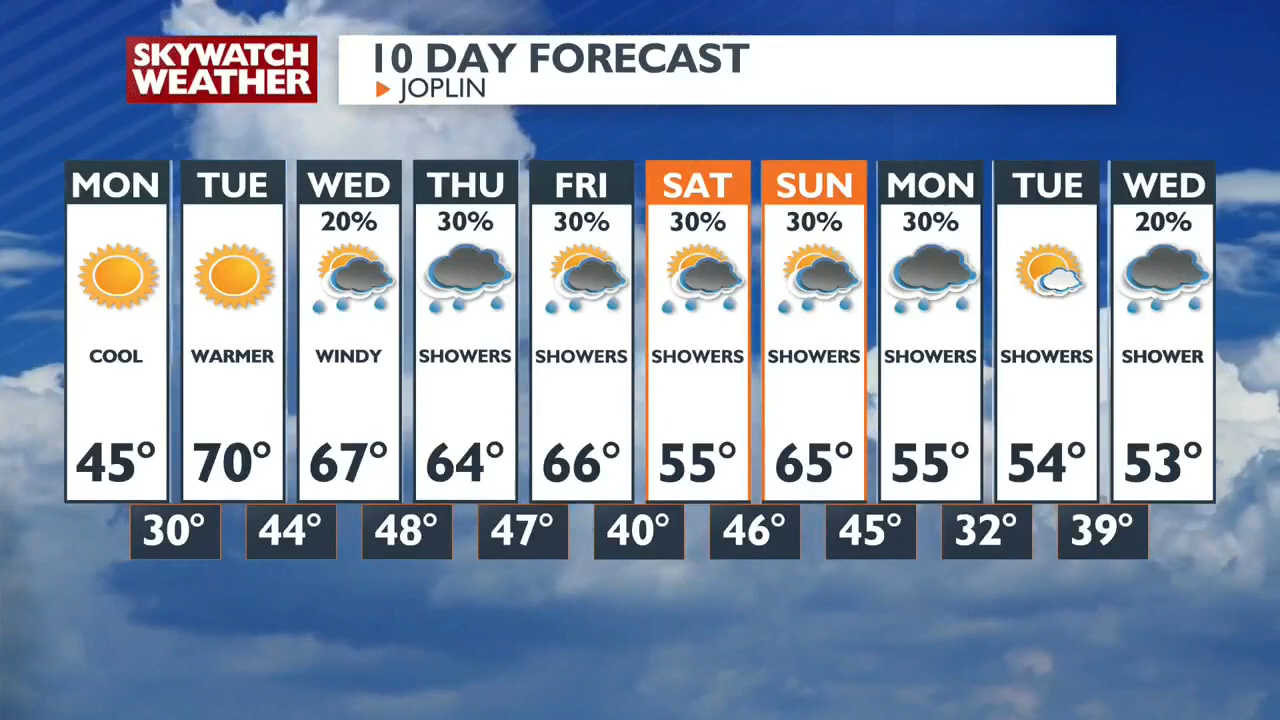 SKYWATCH
WEATHER
10 DAY FORECAST
JOPLIN
MON TUE WED THU FRI SAT SUN MON TUE WED
20% 30% 30% 30% 30% 30% 20%
COOL WARMER WINDY SHOWERS SHOWERS SHOWERS SHOWERS SHOWERS SHOWERS SHOWER
45° 70° 67° 64° 66° 55° 65° 55° 54° 53°
30° 44° 48° 47° 40° 46° 45° 32° 39°